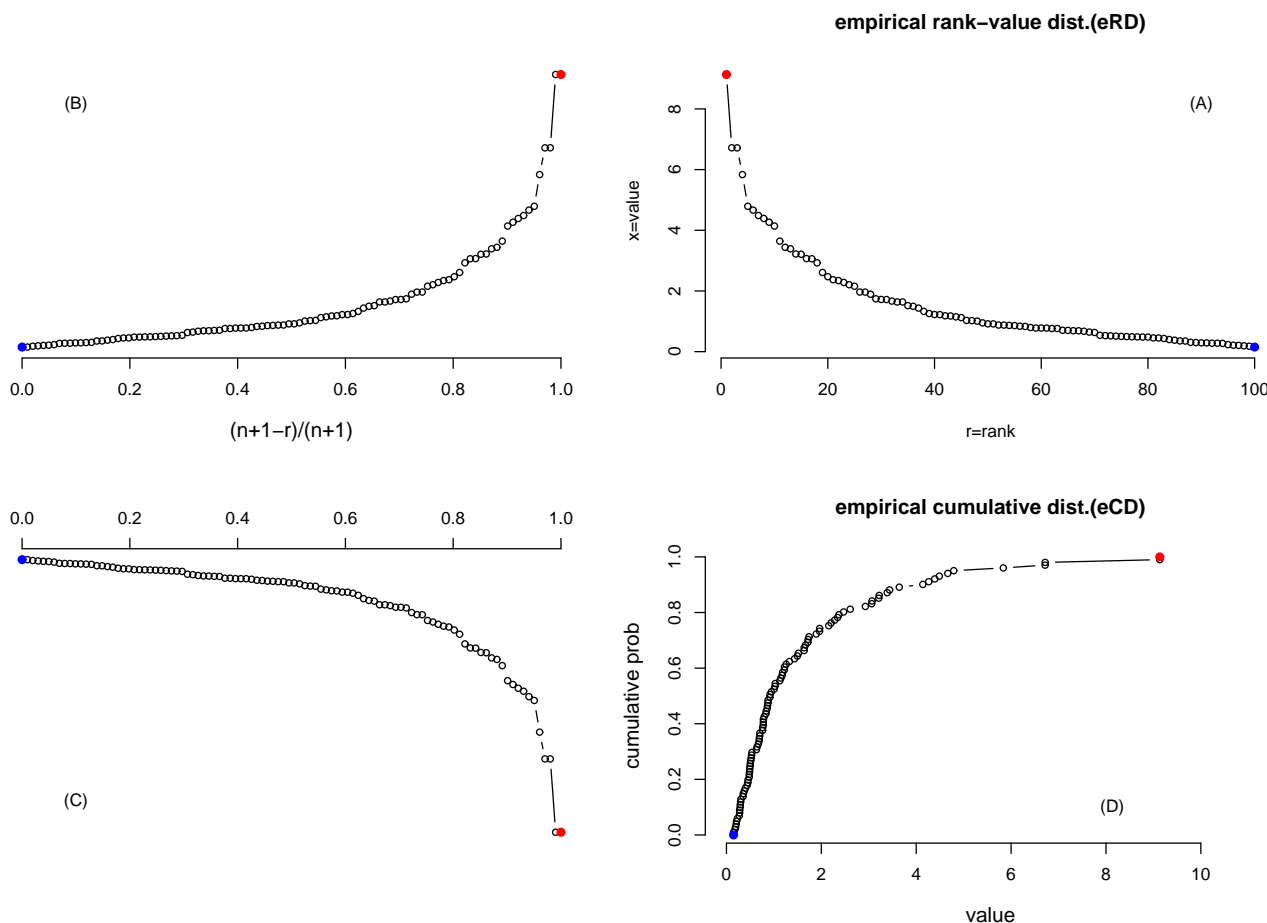 (B)
0.0 0.2 0.4 0.6 0.8 1.0
(n+1−r)/(n+1)
empirical rank−value dist.(eRD)
(A)
x=value
8
6
4
2
0
0 20 40 60 80 100
r=rank
0.0 0.2 0.4 0.6 0.8 1.0
(C)
empirical cumulative dist.(eCD)
cumulative prob
1.0
0.8
0.6
0.4
0.2
0.0
(D)
0 2 4 6 8 10
value